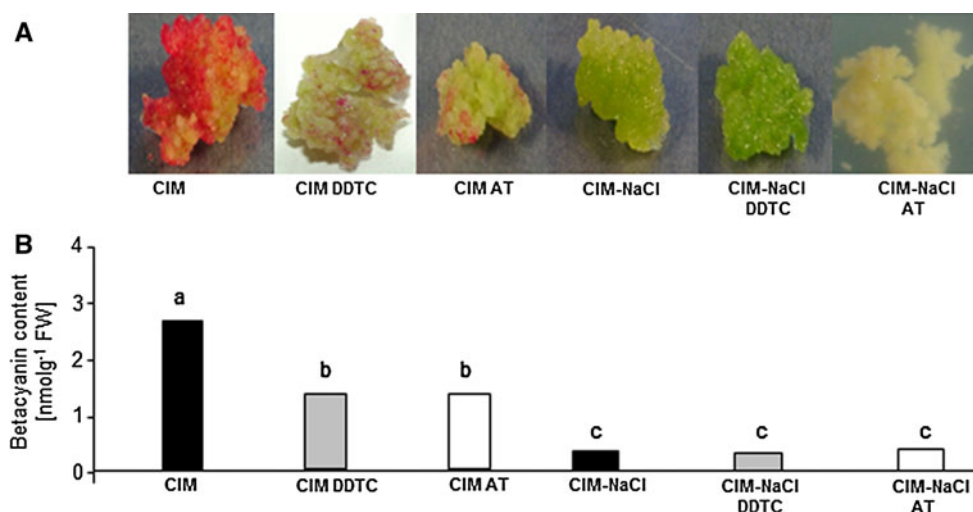 A
CIM CIM DDTC CIM AT CIM-NaCl CIM-NaCl DDTC CIM-NaCl AT
B
Betacyanin content
[nmolg-1 FW]
4
3
2
1
0
a b b c c c
CIM CIM DDTC CIM AT CIM-NaCl CIM-NaCl DDTC CIM-NaCl AT